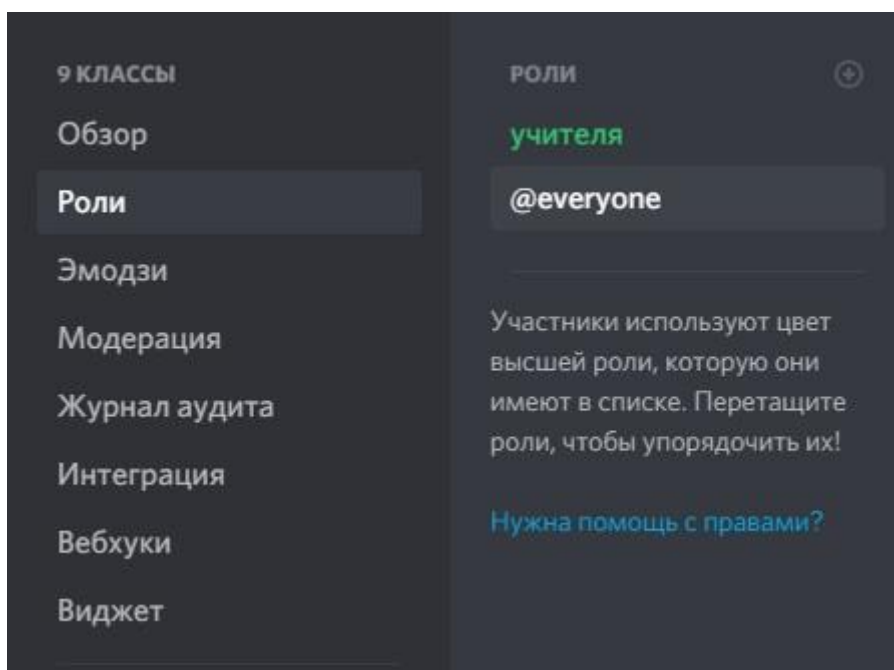 9 КЛАССЫ
Обзор
Роли
Эмодзи
Модерация
Журнал аудита
Интеграция
Вебхуки
Виджет
РОЛИ
учителя
@everyone
Участники используют цвет
высшей роли, которую они
имеют в списке. Перетащите
роли, чтобы упорядочить их!
Нужна помощь с правами?